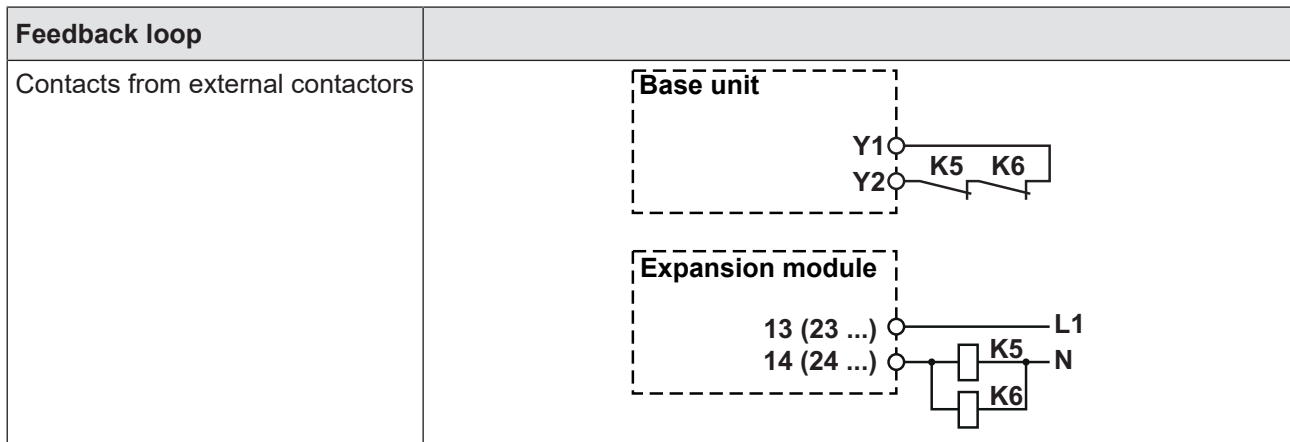 Feedback loop
Contacts from external contactors
Base unit
Y1
Y2
K5 K6
Expansion module
13 (23 ...)
L1
14 (24 ...)
K5
N
K6